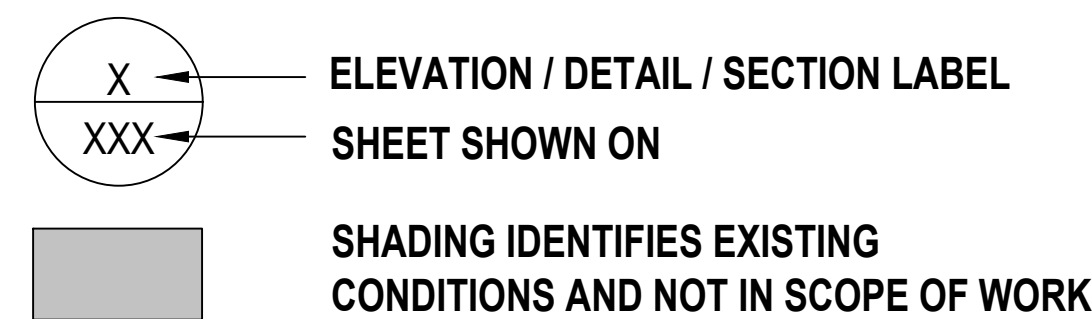 X
ELEVATION / DETAIL / SECTION LABEL
XXX
SHEET SHOWN ON
SHADING IDENTIFIES EXISTING
CONDITIONS AND NOT IN SCOPE OF WORK